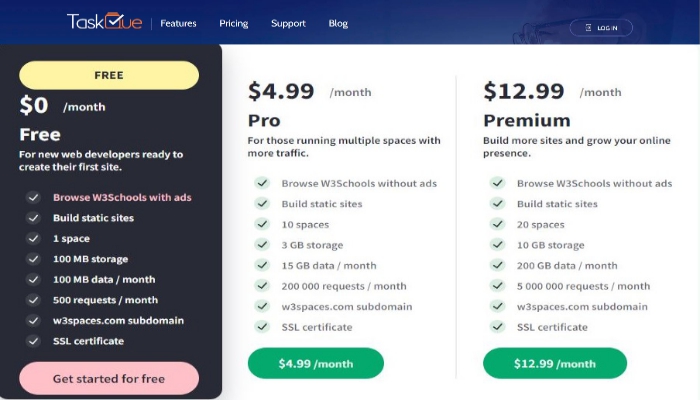 TaskQue
Features
Pricing
Support
Blog
LOG IN
FREE
$0 /month
Free
For new web developers ready to
create their first site.
Browse W3Schools with ads
Build static sites
1 space
100 MB storage
100 MB data / month
500 requests / month
w3spaces.com subdomain
SSL certificate
Get started for free
$4.99 /month
Pro
For those running multiple spaces with
more traffic.
Browse W3Schools without ads
Build static sites
10 spaces
3 GB storage
15 GB data / month
200 000 requests / month
w3spaces.com subdomain
SSL certificate
$4.99 /month
$12.99 /month
Premium
Build more sites and grow your online
presence.
Browse W3Schools without ads
Build static sites
20 spaces
10 GB storage
200 GB data / month
5 000 000 requests / month
w3spaces.com subdomain
SSL certificate
$12.99 /month